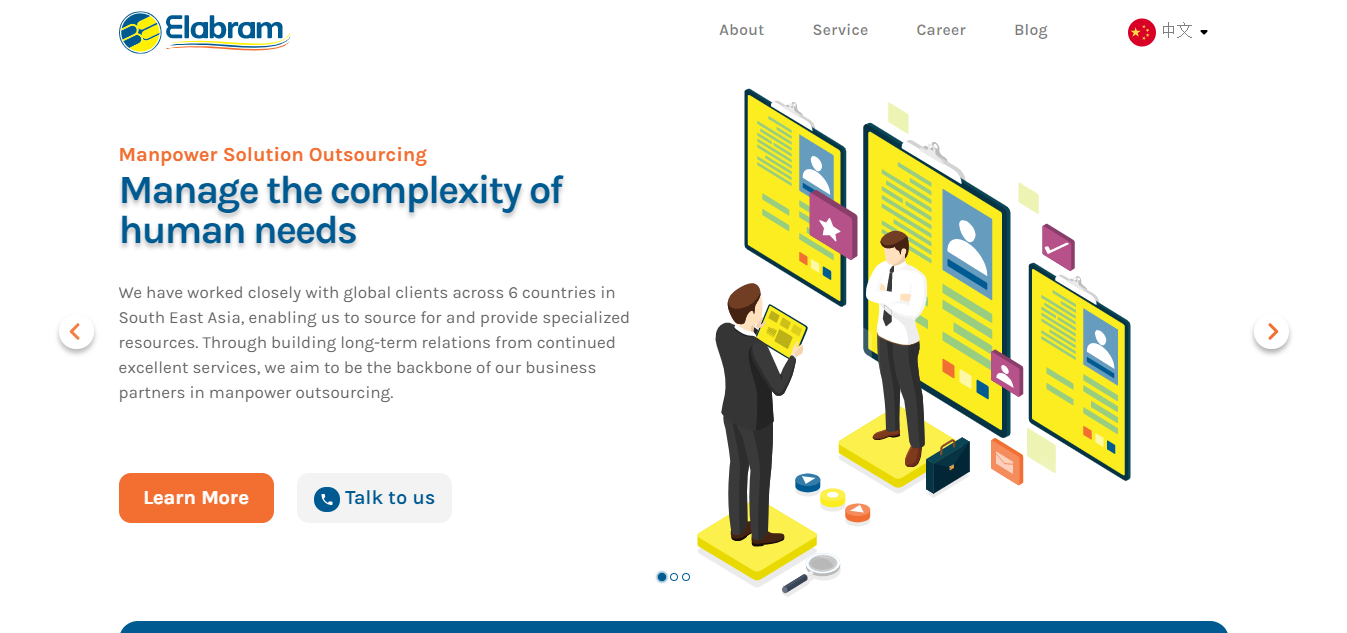 Elabram
About
Service
Career
Blog
中文
Manpower Solution Outsourcing
Manage the complexity of
human needs
We have worked closely with global clients across 6 countries in
South East Asia, enabling us to source for and provide specialized
resources. Through building long-term relations from continued
excellent services, we aim to be the backbone of our business
partners in manpower outsourcing.
Learn More
Talk to us